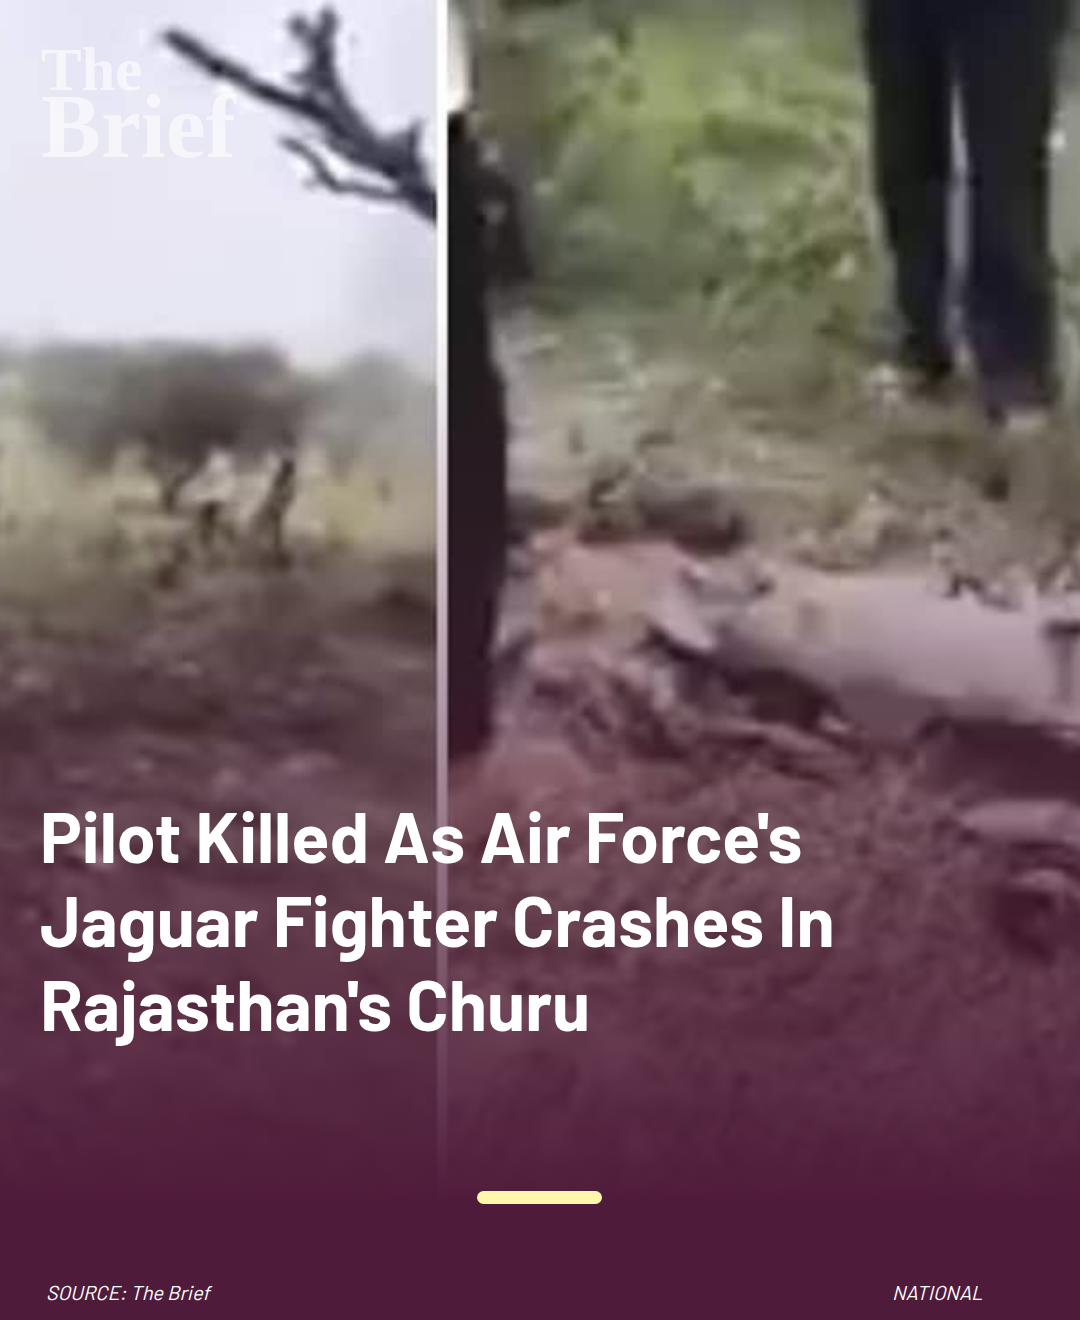 The
Brief
Pilot Killed As Air Force's
Jaguar Fighter Crashes In
Rajasthan's Churu
SOURCE: The Brief
NATIONAL